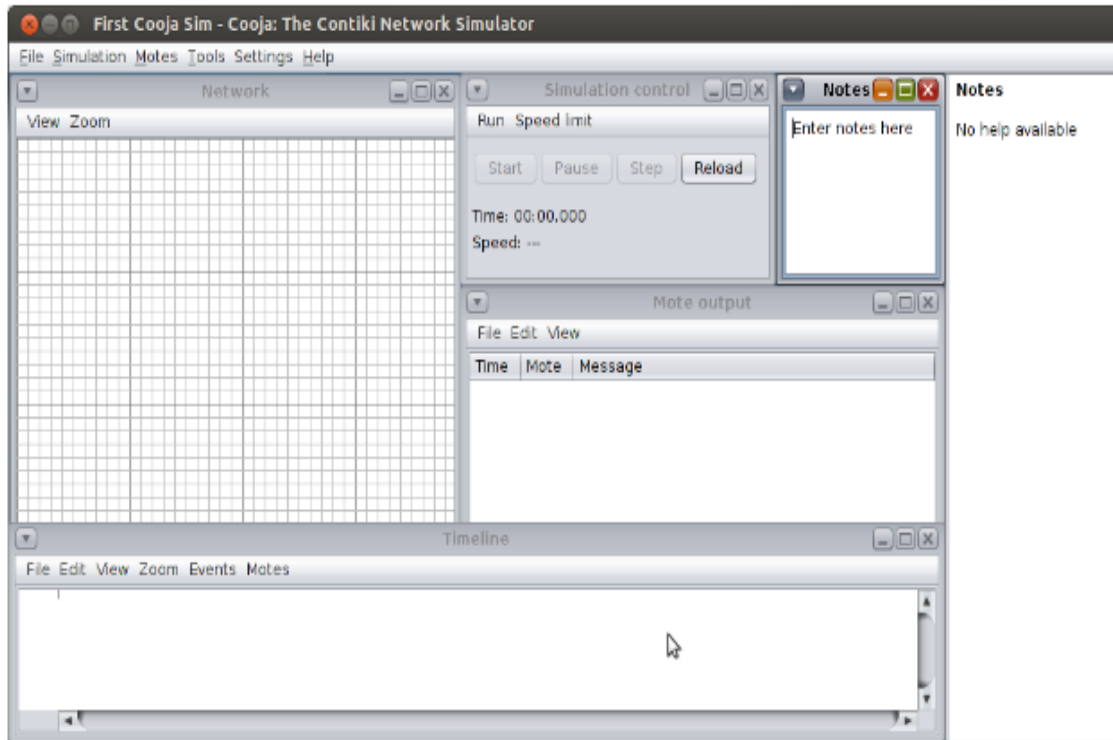 First Cooja Sim - Cooja: The Contiki Network Simulator
File Simulation Motes Tools Settings Help
Network
View Zoom
Simulation control
Run Speed limit
Start Pause Step Reload
Time: 00:00.000
Speed: ---
Notes
Enter notes here
Notes
No help available
Mote output
File Edit View
Time Mote Message
Timeline
File Edit View Zoom Events Motes